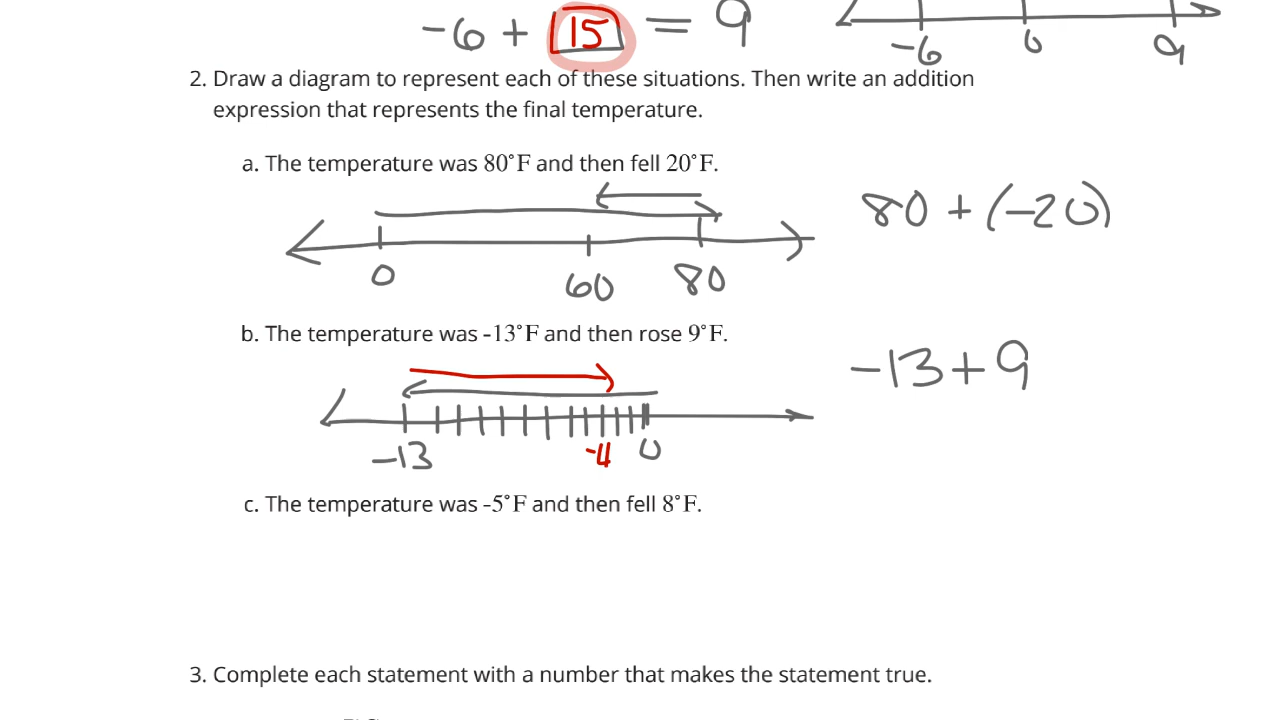 -6 + 15 = 9
-6 0 9
2. Draw a diagram to represent each of these situations. Then write an addition
expression that represents the final temperature.
a. The temperature was 80°F and then fell 20°F.
80 + (-20)
0 60 80
b. The temperature was -13°F and then rose 9°F.
-13 + 9
-13 -4 0
c. The temperature was -5°F and then fell 8°F.
3. Complete each statement with a number that makes the statement true.